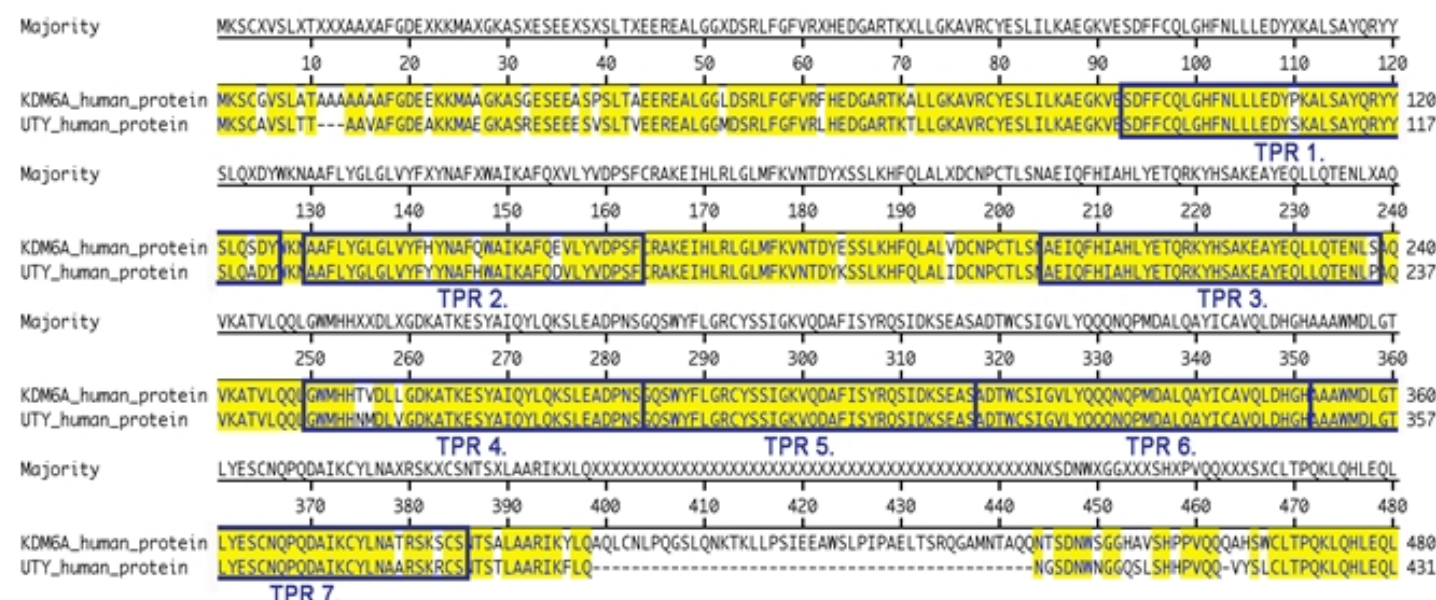 Majority MKSCXVSLXTXXXAAXAFGDEXKKMAXGKASXESEEXSXSLTXEEREALGGXDSRLFGFVRXHEDGARTKXLLGKAVRCYESLILKAEGKVESDFFCQLGHFNLLLEDYXKALSAYQRYY
10 20 30 40 50 60 70 80 90 100 110 120
KDM6A_human_protein MKSCGVSLATAAAAAAAFGDEEKKMAAGKASGESEEASPSLTAEEREALGGLDSRLFGFVRFHEDGARTKALLGKAVRCYESLILKAEGKVESDFFCQLGHFNLLLEDYPKALSAYQRYY 120
UTY_human_protein MKSCAVSLTT---AAVAFGDEAKKMAEGKASRESEEESVSLTVEEREALGGMDSRLFGFVRLHEDGARTKTLLGKAVRCYESLILKAEGKVESDFFCQLGHFNLLLEDYSKALSAYQRYY 117
TPR 1.
Majority SLQXDYWKNAAFLYGLGLVYFXYNAFXWAIKAFQXVLYVDPSFCRAKEIHLRLGLMFKVNTDYXSSLKHFQLALXDCNPCTLSNAEIQFHIAHLYETQRKYHSAKEAYEQLLQTENLXAQ
130 140 150 160 170 180 190 200 210 220 230 240
KDM6A_human_protein SLQSDYWKNAAFLYGLGLVYFHYNAFQWAIKAFQEVLYVDPSFCRAKEIHLRLGLMFKVNTDYESSLKHFQLALVDCNPCTLSNAEIQFHIAHLYETQRKYHSAKEAYEQLLQTENLSAQ 240
UTY_human_protein SLQADYWKNAAFLYGLGLVYFYYNAFHWAIKAFQDVLYVDPSFCRAKEIHLRLGLMFKVNTDYKSSLKHFQLALIDCNPCTLSNAEIQFHIAHLYETQRKYHSAKEAYEQLLQTENLPAQ 237
TPR 2. TPR 3.
Majority VKATVLQQLGWMHHXXDLXGDKATKESYAIQYLQKSLEADPNSGQSWYFLGRCYSSIGKVQDAFISYRQSIDKSEASADTWCSIGVLYQQQNQPMDALQAYICAVQLDHGHAAAWMDLGT
250 260 270 280 290 300 310 320 330 340 350 360
KDM6A_human_protein VKATVLQQLGWMHHTVDLLGDKATKESYAIQYLQKSLEADPNSGQSWYFLGRCYSSIGKVQDAFISYRQSIDKSEASADTWCSIGVLYQQQNQPMDALQAYICAVQLDHGHAAAWMDLGT 360
UTY_human_protein VKATVLQQLGWMHHNMDLVGDKATKESYAIQYLQKSLEADPNSGQSWYFLGRCYSSIGKVQDAFISYRQSIDKSEASADTWCSIGVLYQQQNQPMDALQAYICAVQLDHGHAAAWMDLGT 357
TPR 4. TPR 5. TPR 6.
Majority LYESCNQPQDAIKCYLNAXRSKXCSNTSXLAARIKXLQXXXXXXXXXXXXXXXXXXXXXXXXXXXXXXXXXXXXXXXXXXXXXNXSDNWXGGXXXSHXPVQQXXXSXCLTPQKLQHLEQL
370 380 390 400 410 420 430 440 450 460 470 480
KDM6A_human_protein LYESCNQPQDAIKCYLNATRSKSCSNTSALAARIKYLQAQLCNLPQGSLQNKTKLLPSIEEAWSLPIPAELTSRQGAMNTAQQNTSDNWSGGHAVSHPPVQQQAHSWCLTPQKLQHLEQL 480
UTY_human_protein LYESCNQPQDAIKCYLNAARSKRCSNTSTLAARIKFLQ---------------------------------------------NGSDNWNGGQSLSHHPVQQ-VYSLCLTPQKLQHLEQL 431
TPR 7.